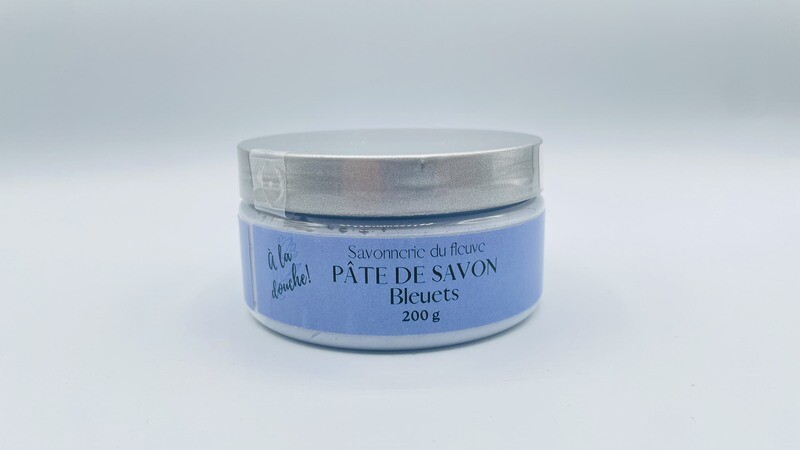 À la
douche!
Savonnerie du fleuve
PÂTE DE SAVON
Bleuets
200 g